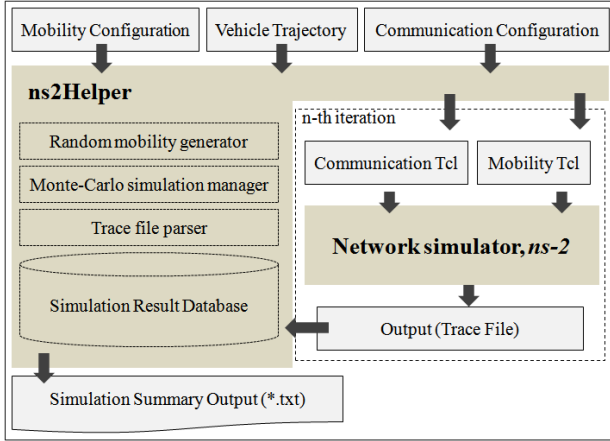 Mobility Configuration
Vehicle Trajectory
Communication Configuration
ns2Helper
n-th iteration
Random mobility generator
Communication Tcl
Mobility Tcl
Monte-Carlo simulation manager
Trace file parser
Network simulator, ns-2
Simulation Result Database
Output (Trace File)
Simulation Summary Output (*.txt)